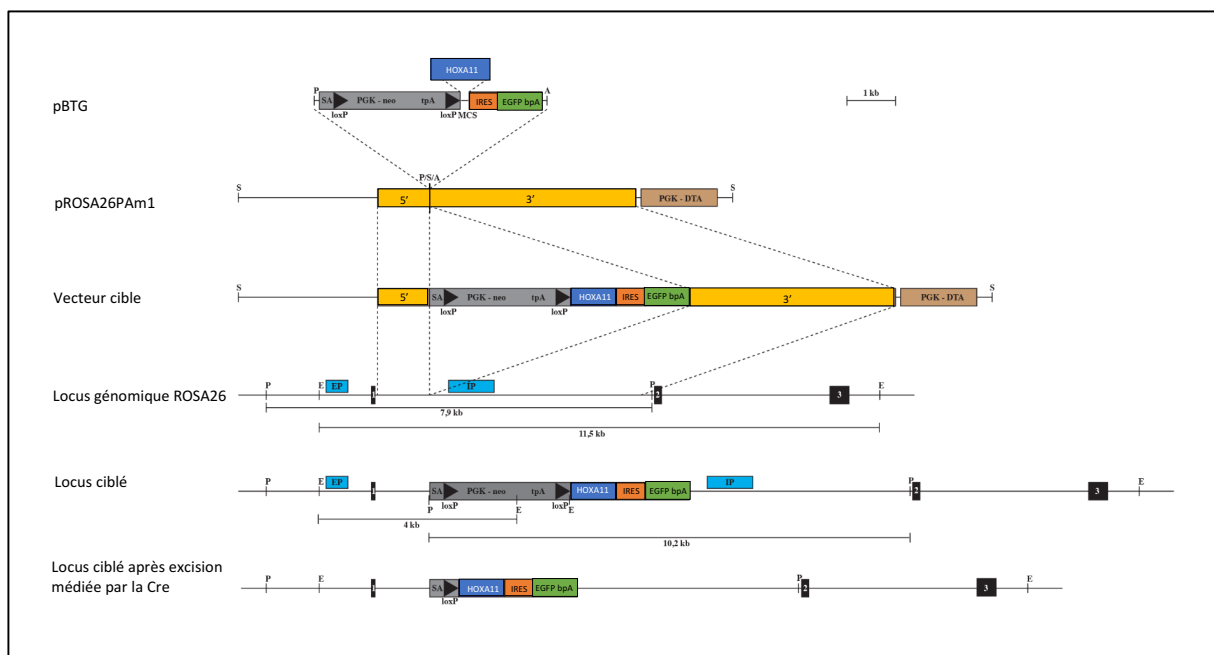 HOXA11
pBTG
P
SA
PGK - neo
tpA
IRES
EGFP bpA
A
1 kb
loxP
loxP MCS
P/S/A
S
S
pROSA26PAm1
5'
3'
PGK - DTA
Vecteur cible
S
S
5'
SA
PGK - neo
tpA
HOXA11
IRES
EGFP bpA
3'
PGK - DTA
loxP
loxP
Locus génomique ROSA26
P
E
EP
1
IP
P
2
3
E
7,9 kb
11,5 kb
Locus ciblé
P
E
EP
1
SA
PGK - neo
tpA
HOXA11
IRES
EGFP bpA
IP
P
2
3
E
P
loxP
E
loxP
E
4 kb
10,2 kb
Locus ciblé après excision
médiée par la Cre
P
E
1
SA
HOXA11
IRES
EGFP bpA
P
2
3
E
loxP